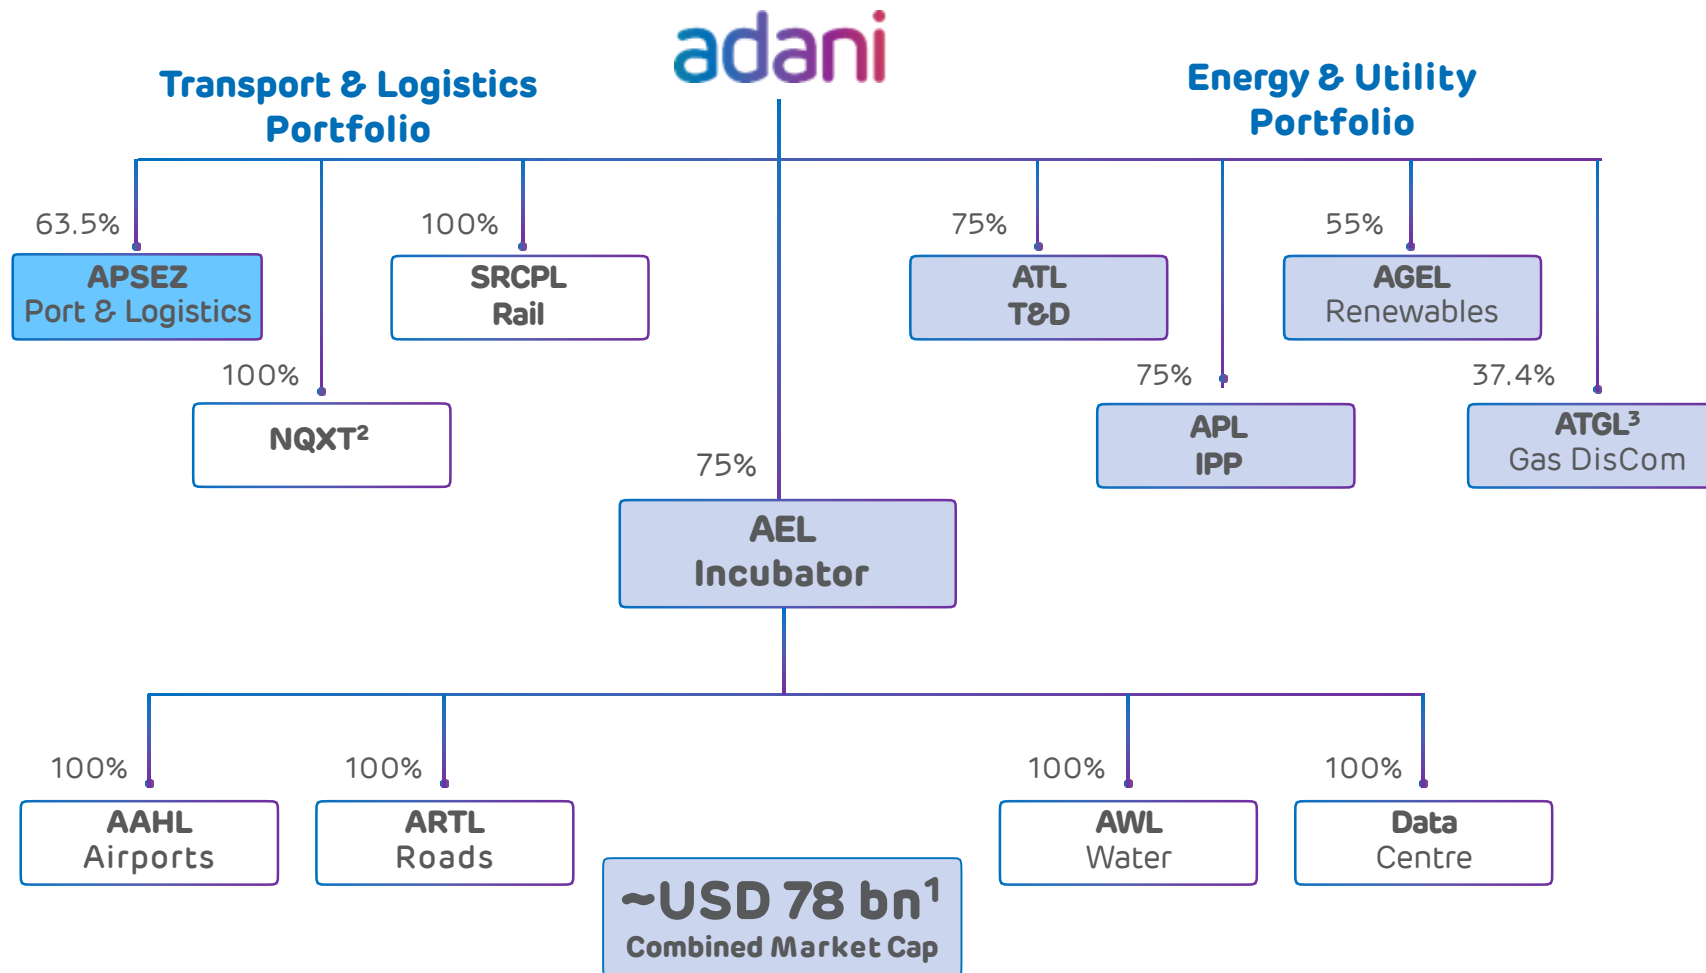 adani
Transport & Logistics
Portfolio
Energy & Utility
Portfolio
63.5%
APSEZ
Port & Logistics
100%
SRCPL
Rail
75%
ATL
T&D
55%
AGEL
Renewables
100%
NQXT²
75%
APL
IPP
37.4%
ATGL³
Gas DisCom
75%
AEL
Incubator
100%
AAHL
Airports
100%
ARTL
Roads
100%
AWL
Water
100%
Data
Centre
~USD 78 bn¹
Combined Market Cap